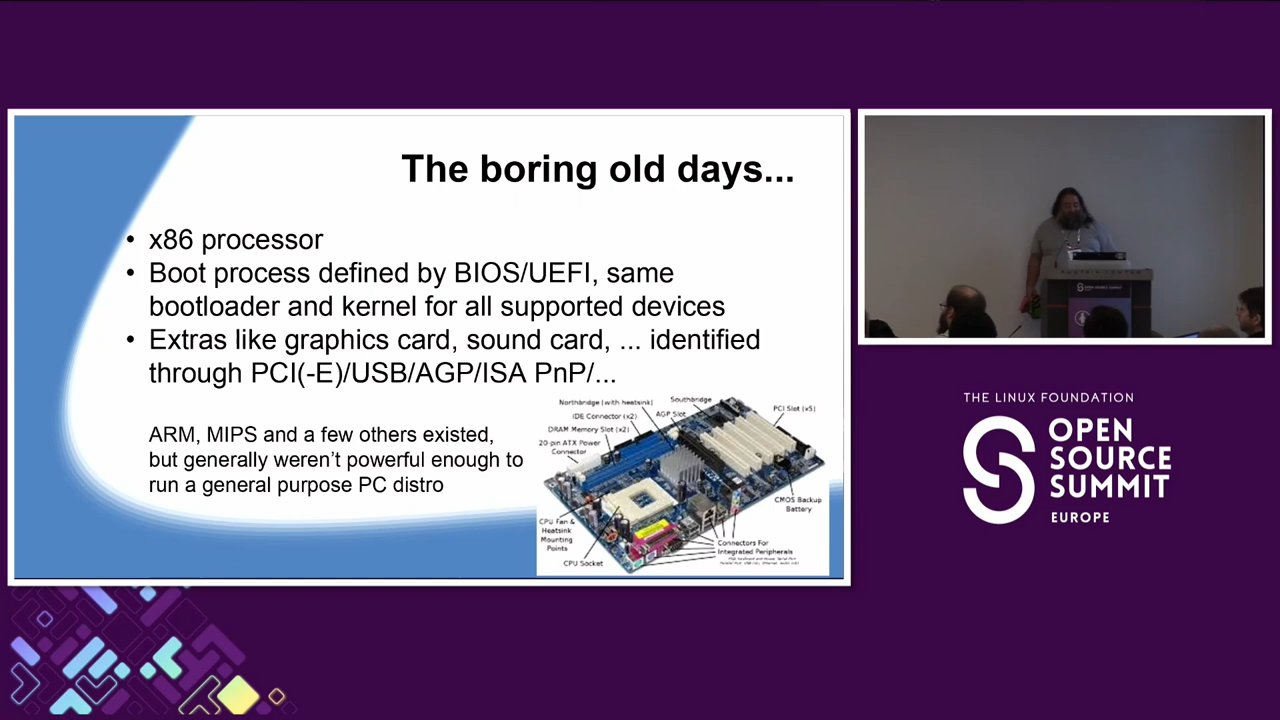 The boring old days...
• x86 processor
• Boot process defined by BIOS/UEFI, same
bootloader and kernel for all supported devices
• Extras like graphics card, sound card, ... identified
through PCI(-E)/USB/AGP/ISA PnP/...
ARM, MIPS and a few others existed,
but generally weren't powerful enough to
run a general purpose PC distro
Northbridge (with heatsink)
Southbridge
IDE Connector (x2)
AGP Slot
PCI Slot (x5)
DRAM Memory Slot (x2)
20-pin ATX Power
Connector
CMOS Backup
Battery
CPU Fan &
Heatsink
Mounting
Points
Connectors For
Integrated Peripherals
CPU Socket
OPEN SOURCE SUMMIT
THE LINUX FOUNDATION
OPEN
SOURCE
SUMMIT
EUROPE